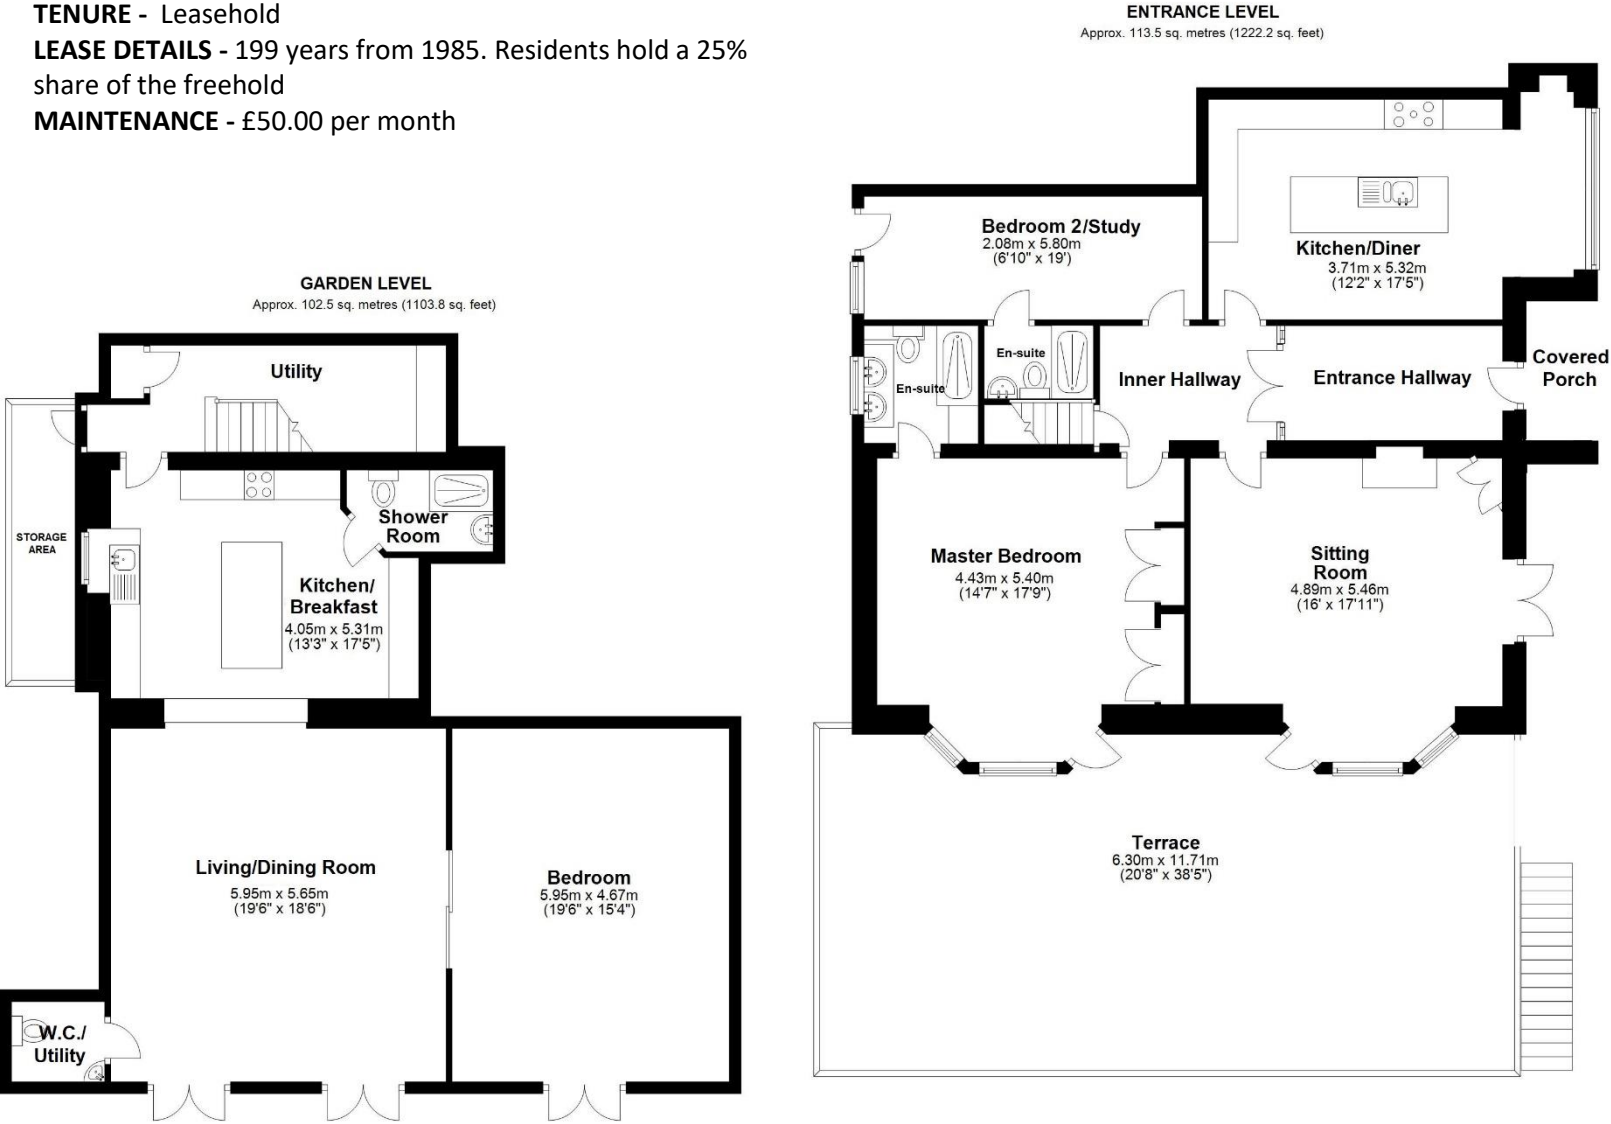 TENURE - Leasehold
LEASE DETAILS - 199 years from 1985. Residents hold a 25%
share of the freehold
MAINTENANCE - £50.00 per month
GARDEN LEVEL
Approx. 102.5 sq. metres (1103.8 sq. feet)
Utility
STORAGE
AREA
Shower
Room
Kitchen/
Breakfast
4.05m x 5.31m
(13'3" x 17'5")
Living/Dining Room
5.95m x 5.65m
(19'6" x 18'6")
Bedroom
5.95m x 4.67m
(19'6" x 15'4")
W.C./
Utility
ENTRANCE LEVEL
Approx. 113.5 sq. metres (1222.2 sq. feet)
Bedroom 2/Study
2.08m x 5.80m
(6'10" x 19')
Kitchen/Diner
3.71m x 5.32m
(12'2" x 17'5")
En-suite
En-suite
Inner Hallway
Entrance Hallway
Covered
Porch
Master Bedroom
4.43m x 5.40m
(14'7" x 17'9")
Sitting
Room
4.89m x 5.46m
(16' x 17'11")
Terrace
6.30m x 11.71m
(20'8" x 38'5")